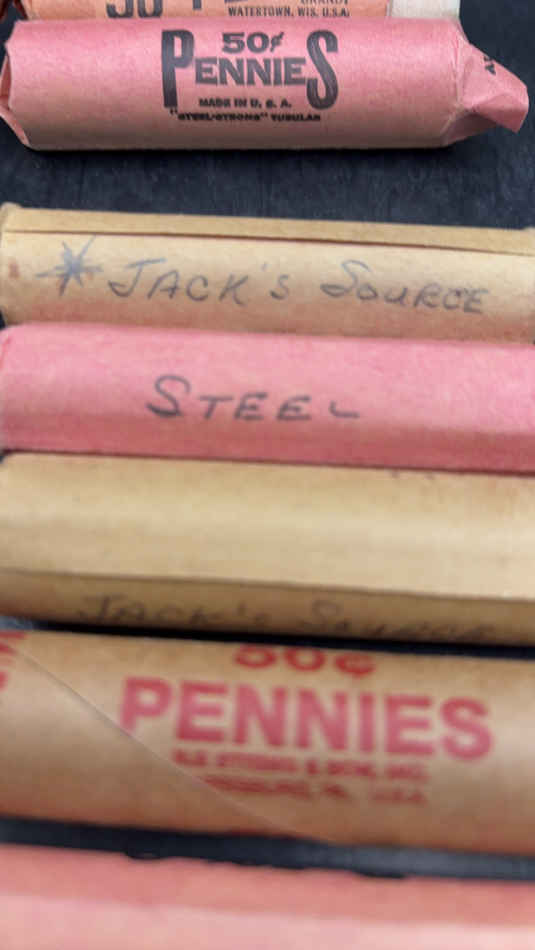 WATERTOWN, WIS. U.S.A.
50¢
PENNIES
MADE IN U. S. A.
"STEEL-STRONG" TUBULAR
* JACK'S SOURCE
STEEL
JACK'S SOURCE
50¢
PENNIES